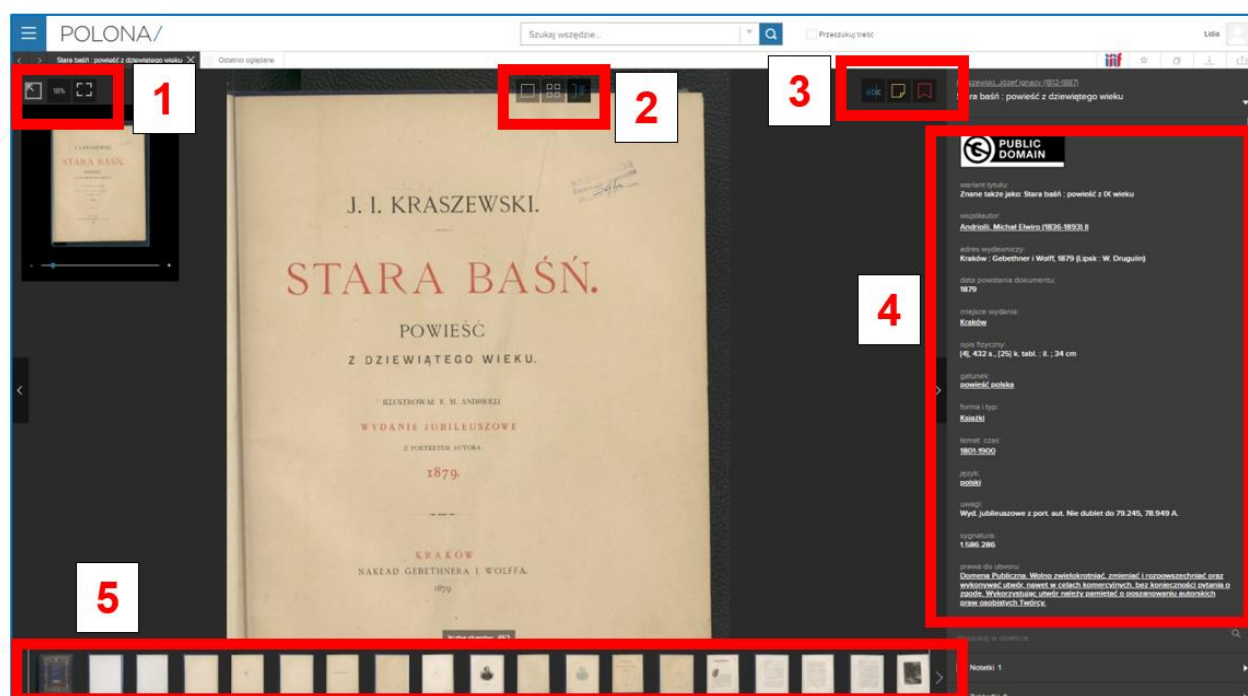 POLONA/
Szukaj wszędzie...
Przeszukuj treść
Lidia
Stara baśń : powieść z dziewiątego wieku
Ostatnio oglądane
iiif
1
2
3
4
5
18%
abc
Kraszewski, Józef Ignacy (1812-1887)
Stara baśń : powieść z dziewiątego wieku
J. I. KRASZEWSKI.
STARA BAŚŃ.
POWIEŚĆ
Z DZIEWIĄTEGO WIEKU.
ILLUSTROWAŁ E. M. ANDRIOLLI
WYDANIE JUBILEUSZOWE
Z PORTRETEM AUTORA
1879.
KRAKÓW
NAKŁAD GEBETHNERA I WOLFFA.
1879
PUBLIC
DOMAIN
wariant tytułu:
Znane także jako: Stara baśń : powieść z IX wieku
współautor:
Andriolli, Michał Elwiro (1836-1893) Il
adres wydawniczy:
Kraków : Gebethner i Wolff, 1879 (Lipsk : W. Drugulin)
data powstania dokumentu:
1879
miejsce wydania:
Kraków
opis fizyczny:
[4], 432 s., [25] k. tabl. : il. ; 34 cm
gatunek:
powieść polska
forma i typ:
Książki
temat: czas:
1801-1900
język:
polski
uwagi:
Wyd. jubileuszowe z port. aut. Nie dublet do 79.245, 78.949 A.
sygnatura:
1.586.286
prawa do utworu:
Domena Publiczna. Wolno zwielokrotniać, zmieniać i rozpowszechniać oraz
wykonywać utwór, nawet w celach komercyjnych, bez konieczności pytania o
zgodę. Wykorzystując utwór należy pamiętać o poszanowaniu autorskich
praw osobistych Twórcy.
Wyszukaj w obiekcie
Notatki 1